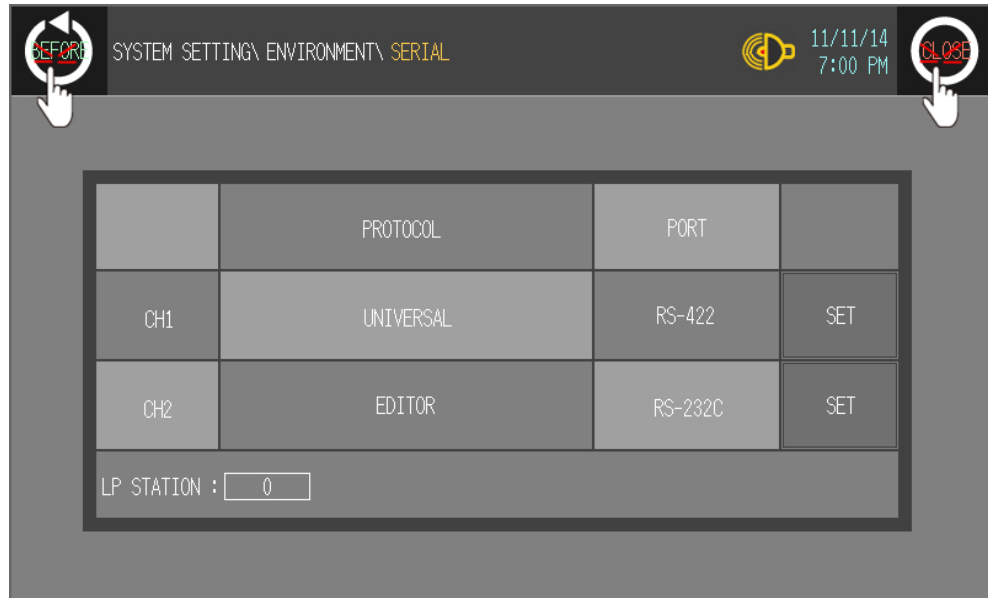 BEFORE SYSTEM SETTING\ ENVIRONMENT\ SERIAL 11/11/14 CLOSE
7:00 PM
PROTOCOL PORT
CH1 UNIVERSAL RS-422 SET
CH2 EDITOR RS-232C SET
LP STATION : 0